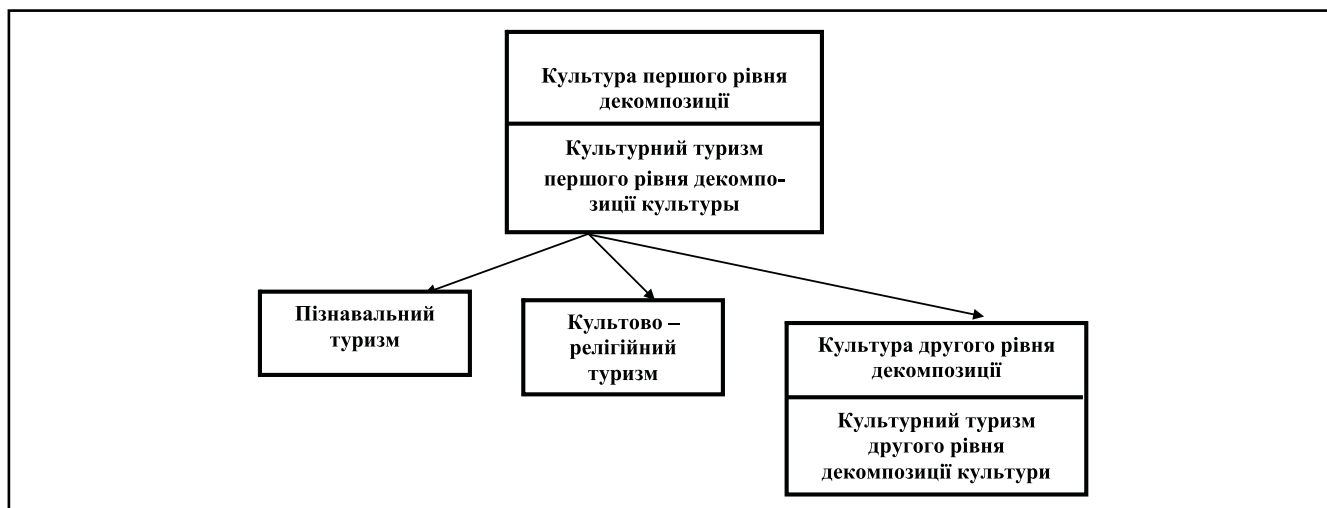 Культура першого рівня
декомпозиції
Культурний туризм
першого рівня декомпо-
зиції культуры
Пізнавальний
туризм
Культово –
релігійний
туризм
Культура другого рівня
декомпозиції
Культурний туризм
другого рівня
декомпозиції культури